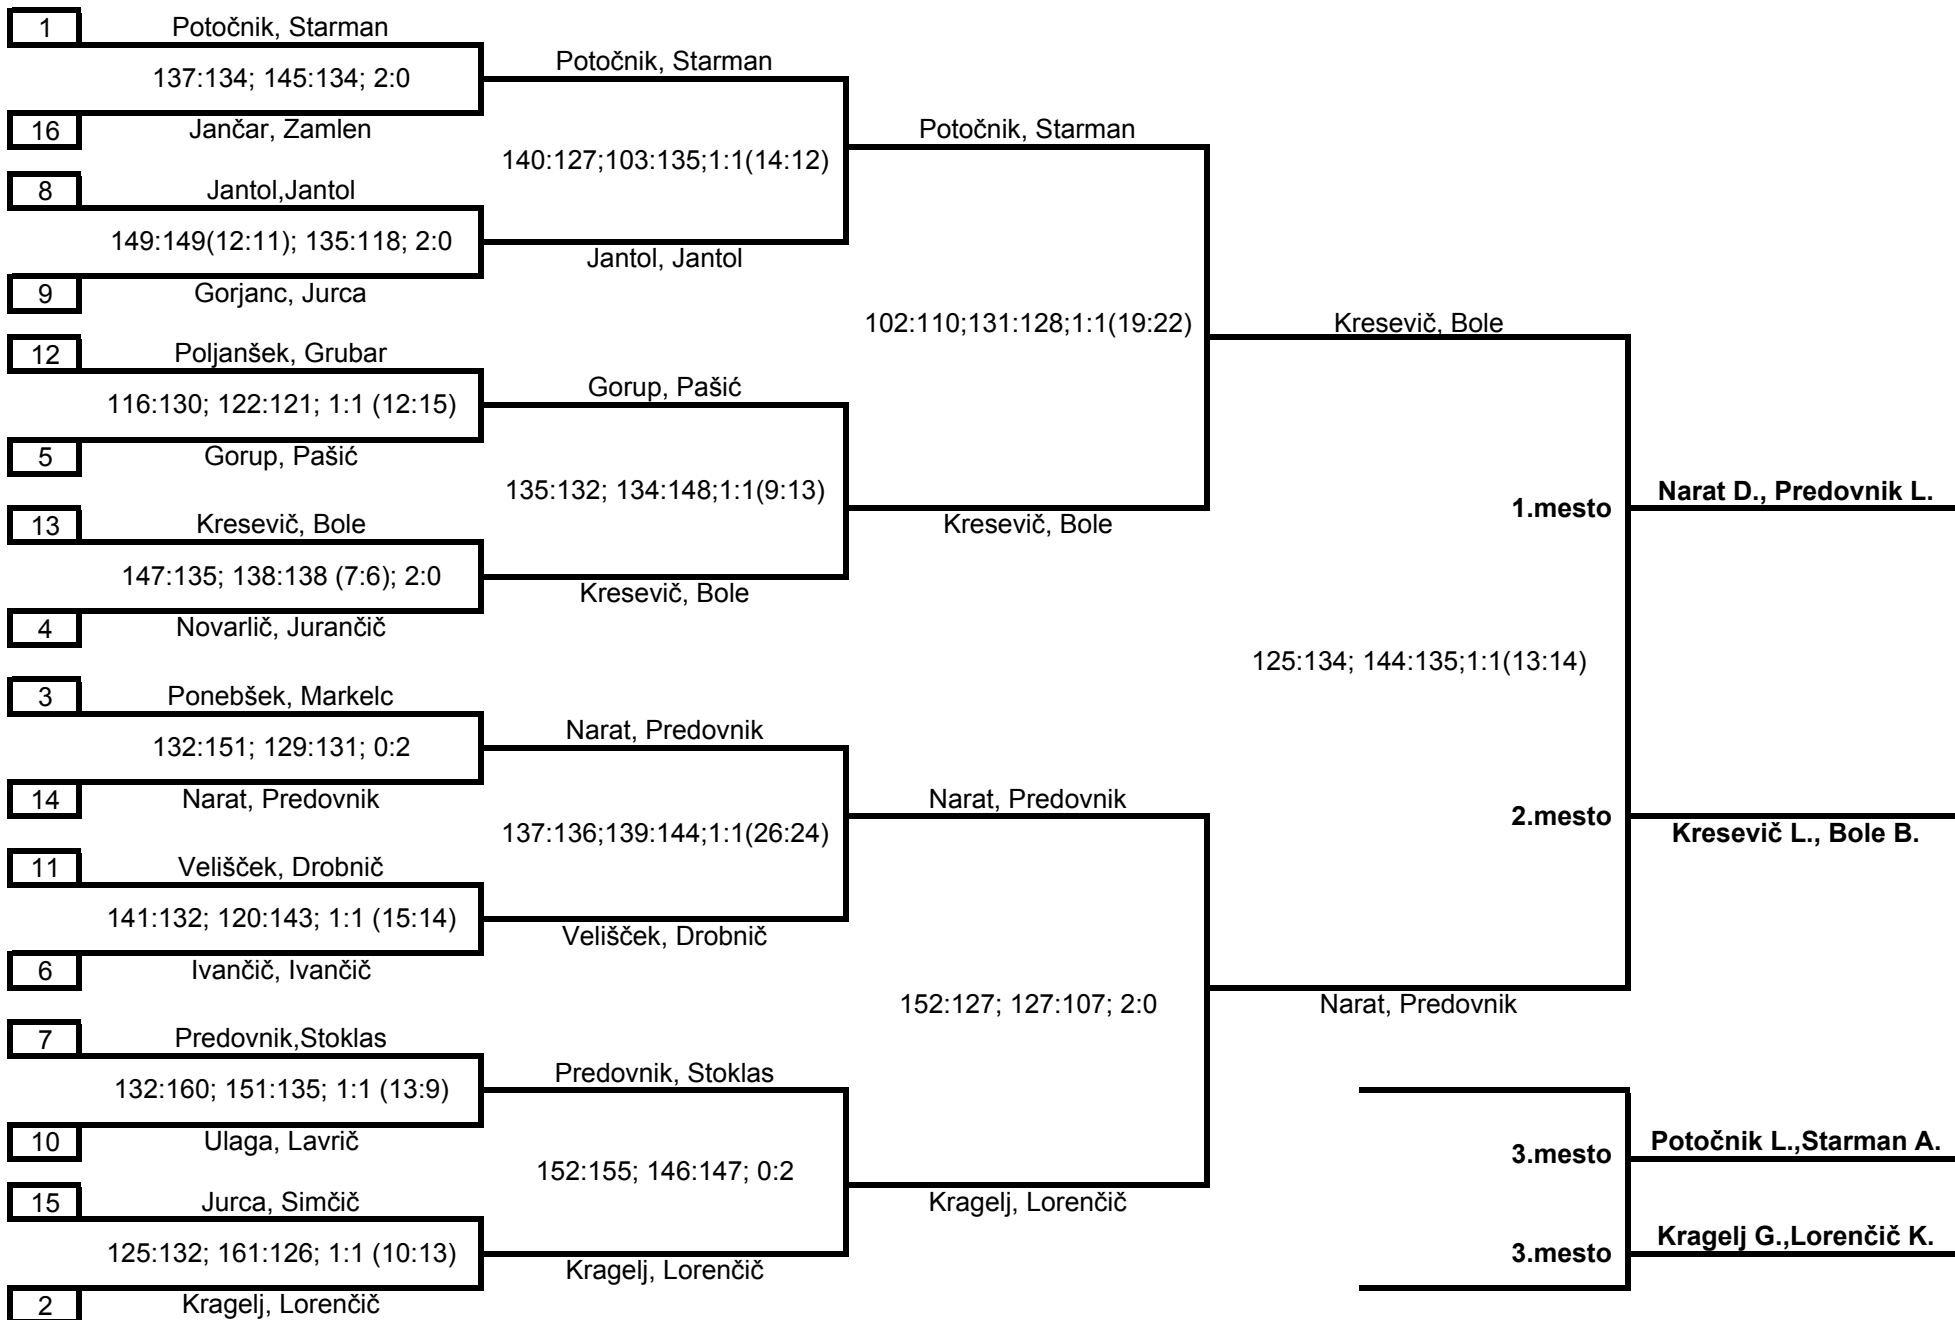 1 Potočnik, Starman
137:134; 145:134; 2:0
16 Jančar, Zamlen
8 Jantol,Jantol
149:149(12:11); 135:118; 2:0
9 Gorjanc, Jurca
12 Poljanšek, Grubar
116:130; 122:121; 1:1 (12:15)
5 Gorup, Pašić
13 Kresevič, Bole
147:135; 138:138 (7:6); 2:0
4 Novarlič, Jurančič
3 Ponebšek, Markelc
132:151; 129:131; 0:2
14 Narat, Predovnik
11 Velišček, Drobnič
141:132; 120:143; 1:1 (15:14)
6 Ivančič, Ivančič
7 Predovnik,Stoklas
132:160; 151:135; 1:1 (13:9)
10 Ulaga, Lavrič
15 Jurca, Simčič
125:132; 161:126; 1:1 (10:13)
2 Kragelj, Lorenčič
Potočnik, Starman
140:127;103:135;1:1(14:12)
Jantol, Jantol
Gorup, Pašić
135:132; 134:148;1:1(9:13)
Kresevič, Bole
Narat, Predovnik
137:136;139:144;1:1(26:24)
Velišček, Drobnič
Predovnik, Stoklas
152:155; 146:147; 0:2
Kragelj, Lorenčič
Potočnik, Starman
102:110;131:128;1:1(19:22)
Kresevič, Bole
Narat, Predovnik
152:127; 127:107; 2:0
Kragelj, Lorenčič
Kresevič, Bole
125:134; 144:135;1:1(13:14)
Narat, Predovnik
1.mesto Narat D., Predovnik L.
2.mesto Kresevič L., Bole B.
3.mesto Potočnik L.,Starman A.
3.mesto Kragelj G.,Lorenčič K.